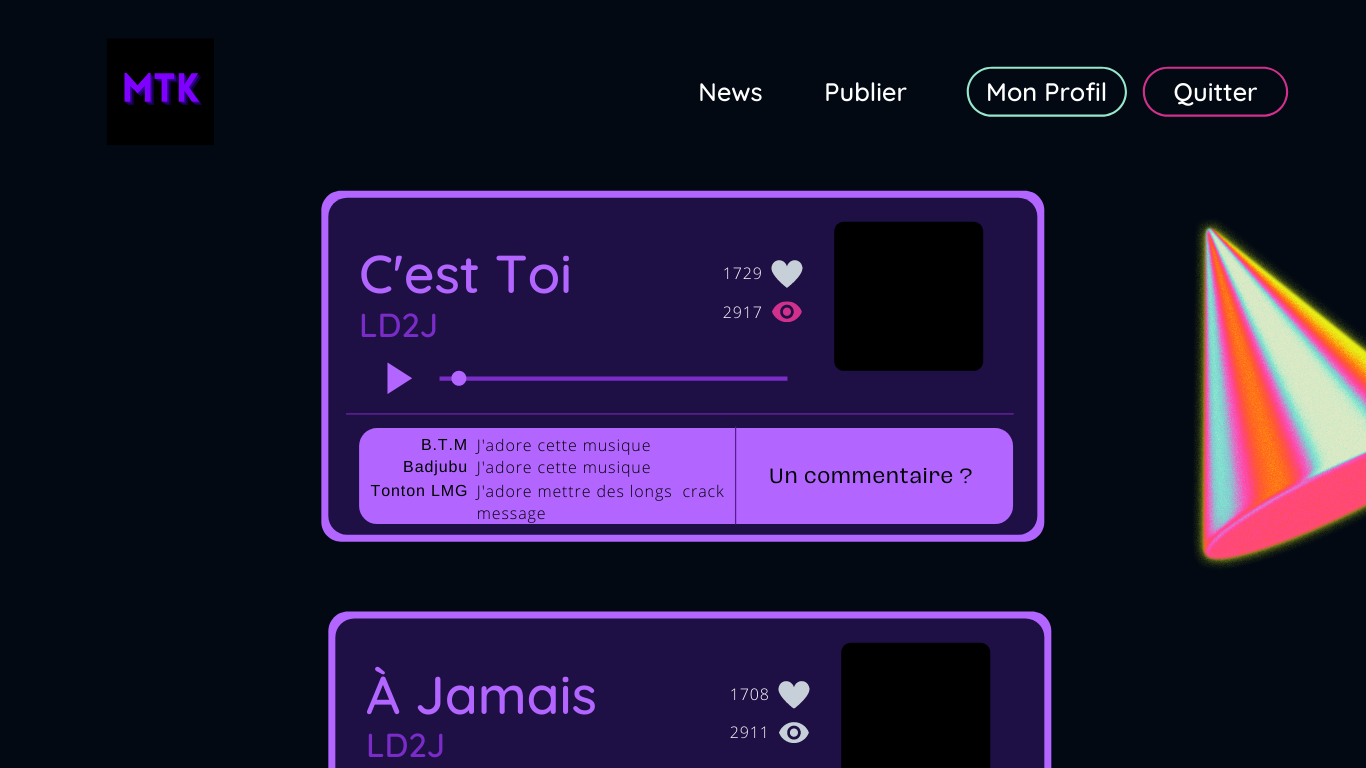 MTK
News
Publier
Mon Profil
Quitter
C'est Toi
LD2J
1729
2917
B.T.M J'adore cette musique
Badjubu J'adore cette musique
Tonton LMG J'adore mettre des longs crack
message
Un commentaire ?
À Jamais
LD2J
1708
2911